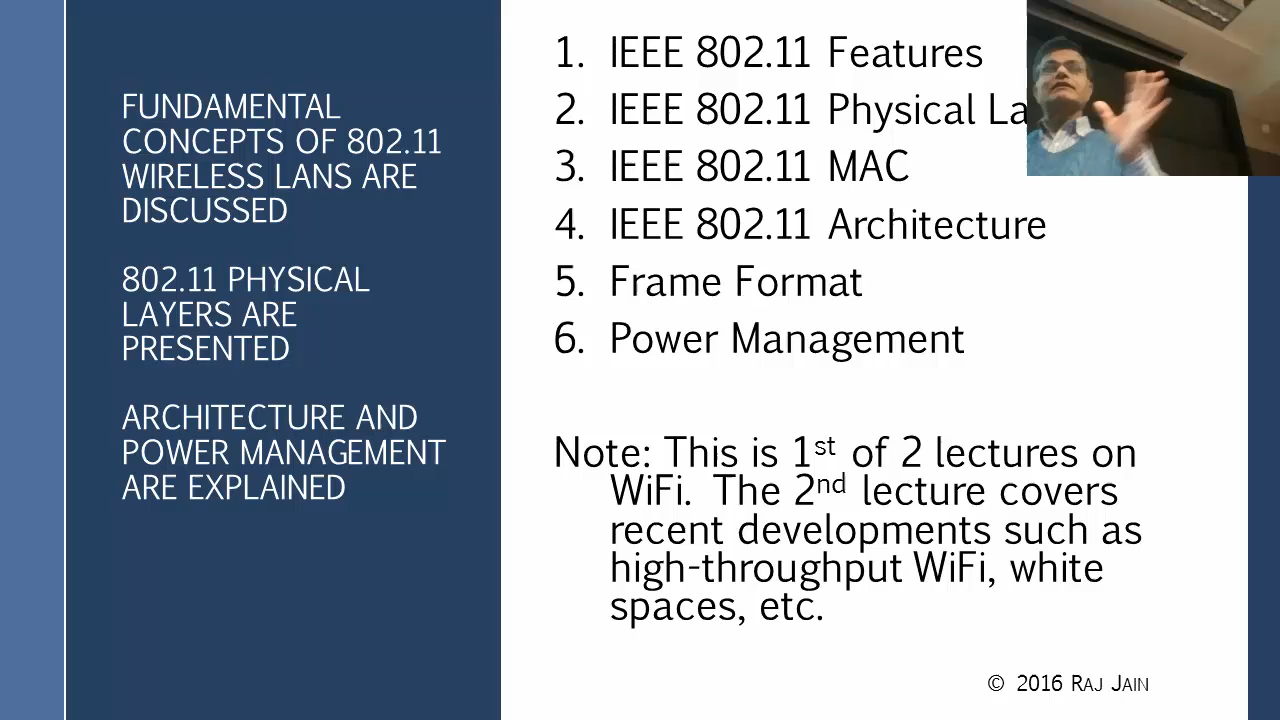 FUNDAMENTAL
CONCEPTS OF 802.11
WIRELESS LANS ARE
DISCUSSED
802.11 PHYSICAL
LAYERS ARE
PRESENTED
ARCHITECTURE AND
POWER MANAGEMENT
ARE EXPLAINED
1. IEEE 802.11 Features
2. IEEE 802.11 Physical
3. IEEE 802.11 MAC
4. IEEE 802.11 Architecture
5. Frame Format
6. Power Management
Note: This is 1st of 2 lectures on
WiFi. The 2nd lecture covers
recent developments such as
high-throughput WiFi, white
spaces, etc.
© 2016 RAJ JAIN